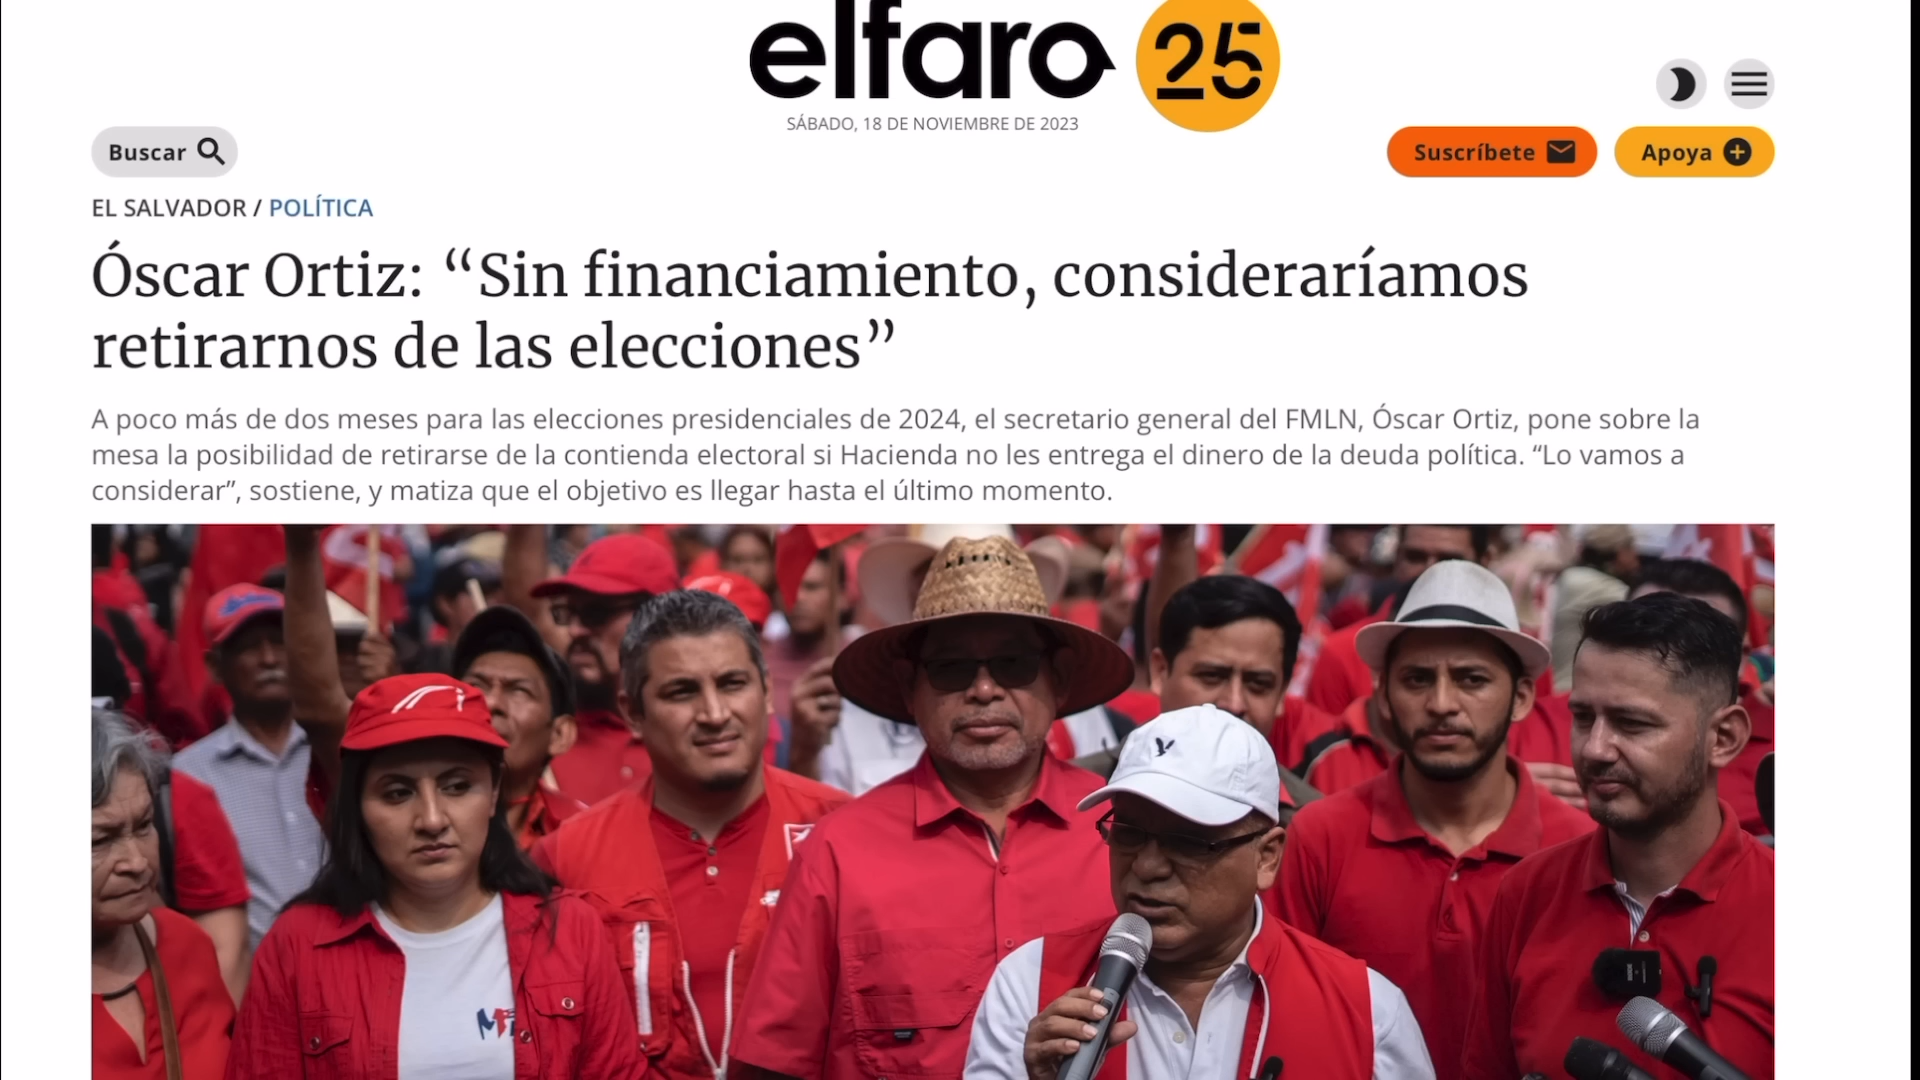 elfaro 25
SÁBADO, 18 DE NOVIEMBRE DE 2023
Buscar
Suscríbete
Apoya
EL SALVADOR / POLÍTICA
Óscar Ortiz: “Sin financiamiento, consideraríamos
retirarnos de las elecciones”
A poco más de dos meses para las elecciones presidenciales de 2024, el secretario general del FMLN, Óscar Ortiz, pone sobre la
mesa la posibilidad de retirarse de la contienda electoral si Hacienda no les entrega el dinero de la deuda política. “Lo vamos a
considerar”, sostiene, y matiza que el objetivo es llegar hasta el último momento.